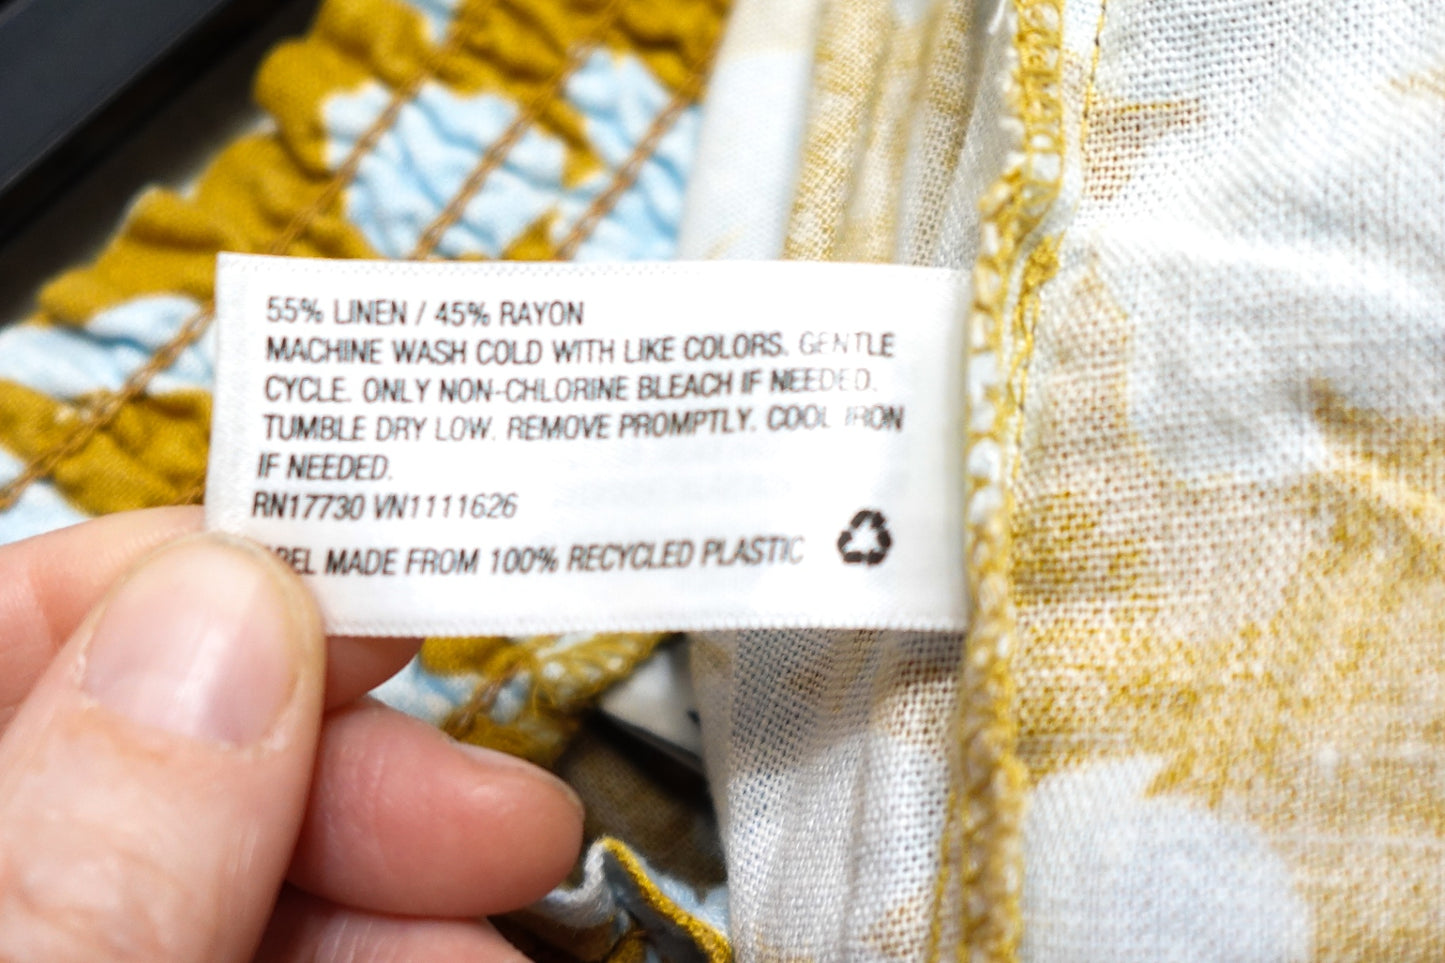 55% LINEN / 45% RAYON
MACHINE WASH COLD WITH LIKE COLORS. GENTLE
CYCLE. ONLY NON-CHLORINE BLEACH IF NEEDED.
TUMBLE DRY LOW. REMOVE PROMPTLY. COOL IRON
IF NEEDED.
RN17730 VN1111626
MADE FROM 100% RECYCLED PLASTIC